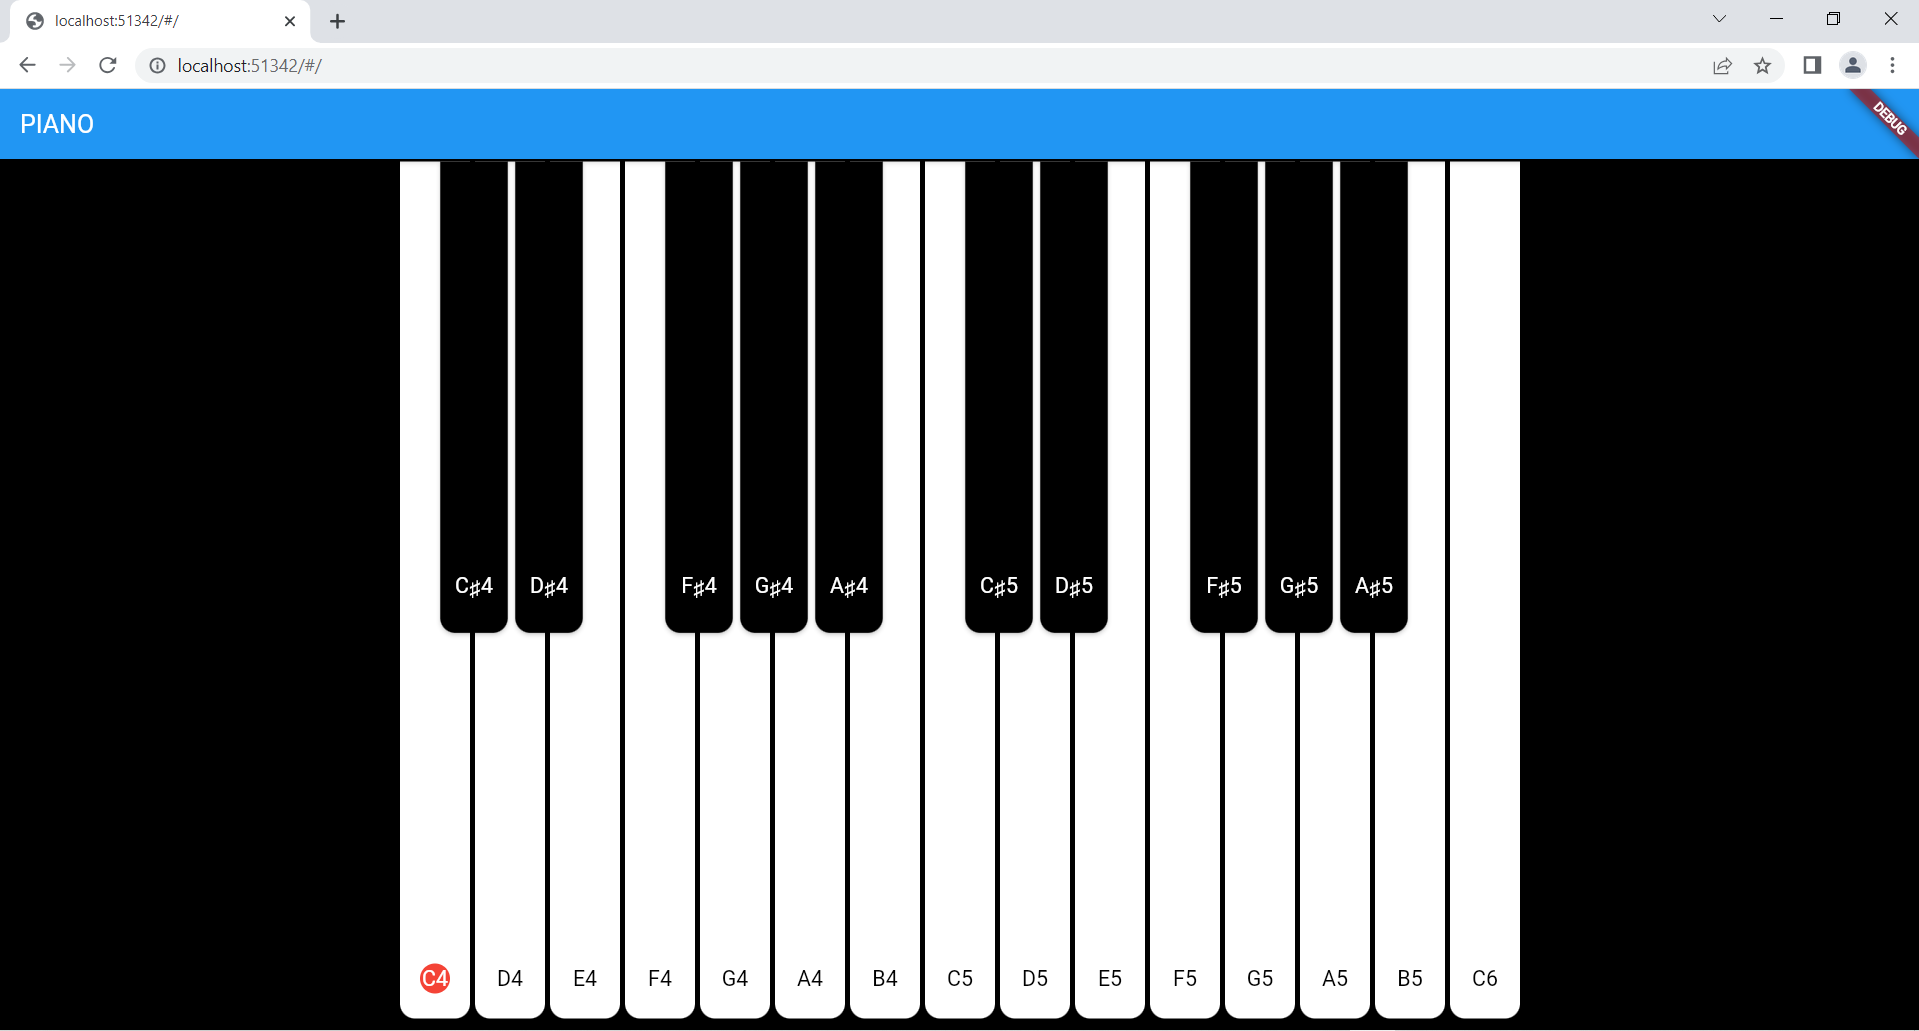 localhost:51342/#/
localhost:51342/#/
PIANO
DEBUG
C♯4 D♯4 F♯4 G♯4 A♯4 C♯5 D♯5 F♯5 G♯5 A♯5
C4 D4 E4 F4 G4 A4 B4 C5 D5 E5 F5 G5 A5 B5 C6